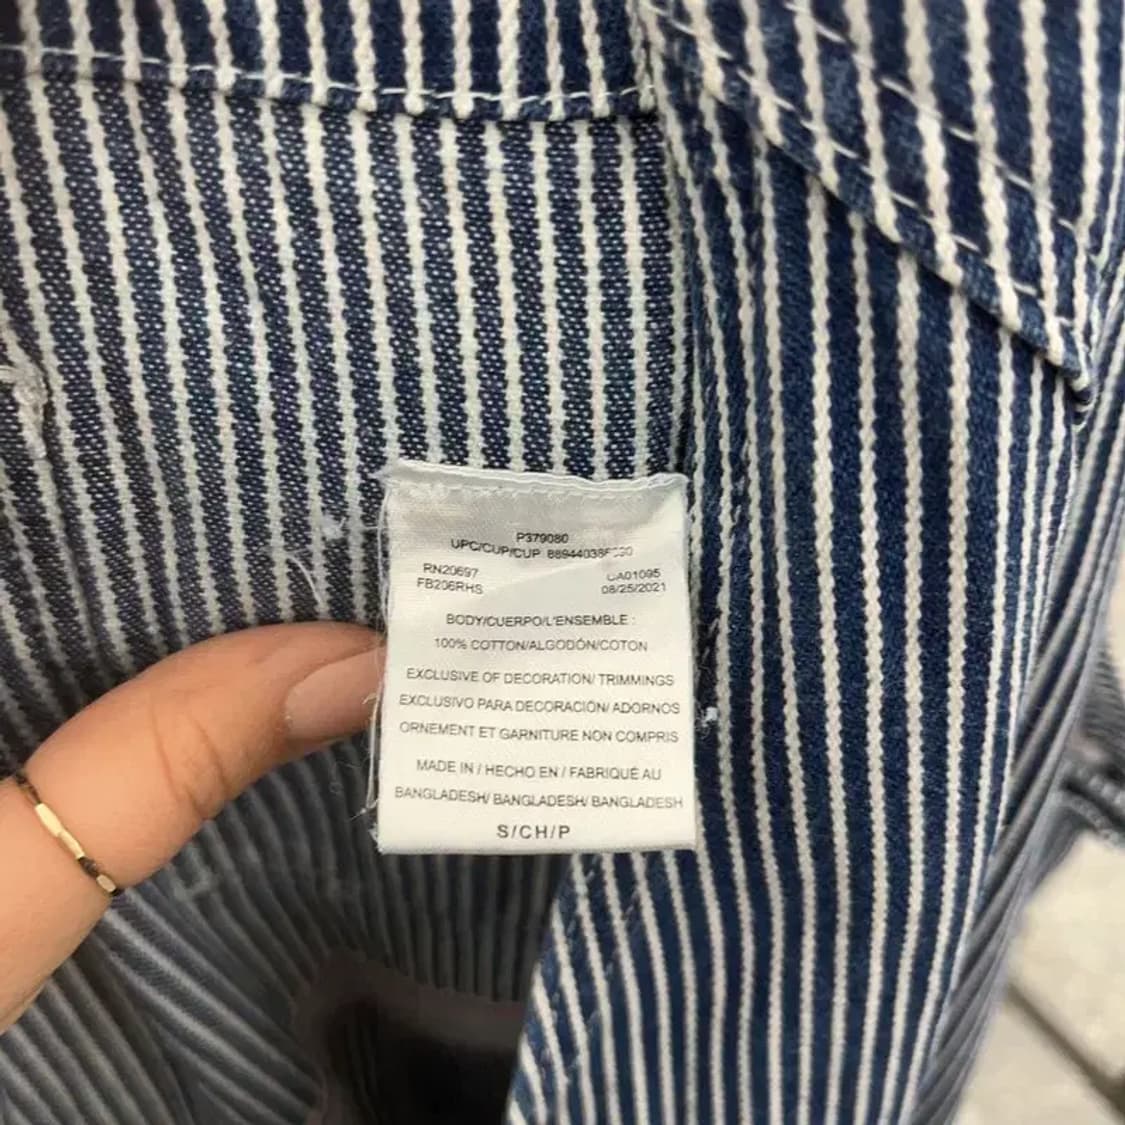 P379080
UPC/CUP/CUP
RN20697
CA01095
FB206RHS
08/25/2021
BODY/CUERPO/L'ENSEMBLE :
100% COTTON/ALGODÓN/COTON
EXCLUSIVE OF DECORATION/ TRIMMINGS
EXCLUSIVO PARA DECORACIÓN/ ADORNOS
ORNEMENT ET GARNITURE NON COMPRIS
MADE IN / HECHO EN / FABRIQUÉ AU
BANGLADESH/ BANGLADESH/ BANGLADESH
S/CH/P